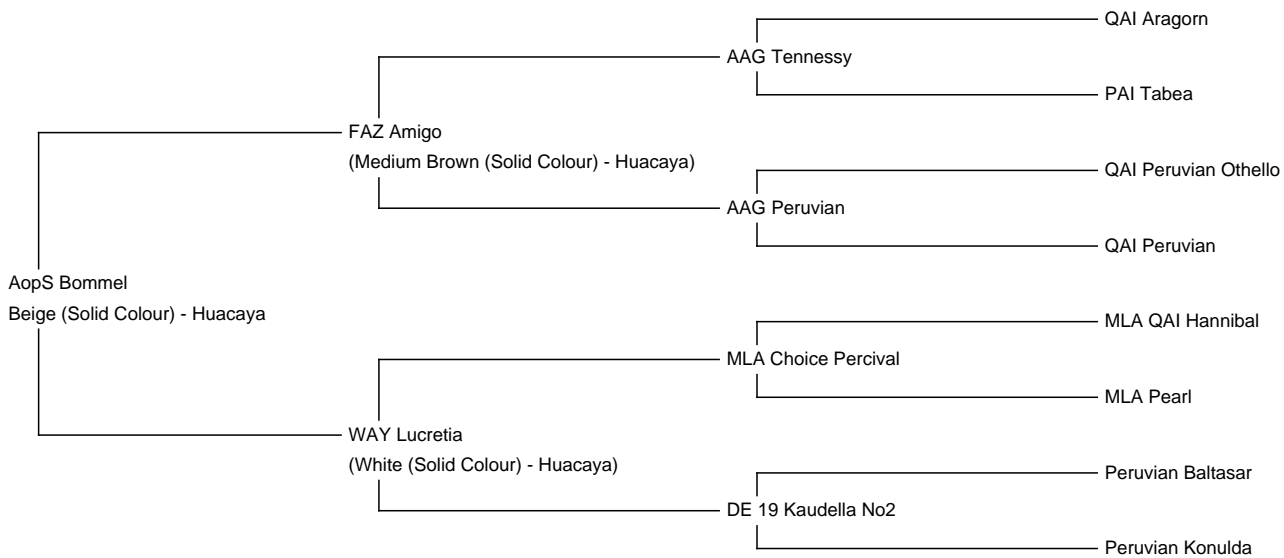 QAI Aragorn
AAG Tennessy
PAI Tabea
FAZ Amigo
(Medium Brown (Solid Colour) - Huacaya)
QAI Peruvian Othello
AAG Peruvian
QAI Peruvian
AopS Bommel
Beige (Solid Colour) - Huacaya
MLA QAI Hannibal
MLA Choice Percival
MLA Pearl
WAY Lucretia
(White (Solid Colour) - Huacaya)
Peruvian Baltasar
DE 19 Kaudella No2
Peruvian Konulda